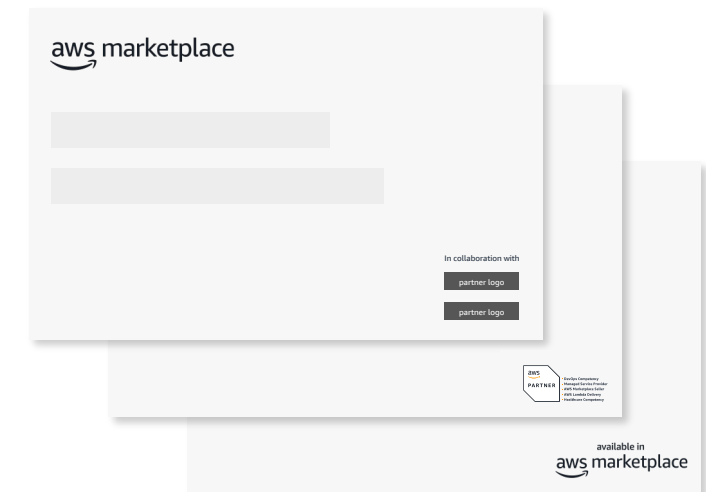 aws marketplace
In collaboration with
partner logo
partner logo
aws
PARTNER
DevOps Competency
Managed Service Provider
AWS Marketplace Seller
AWS Lambda Delivery
Healthcare Competency
available in
aws marketplace